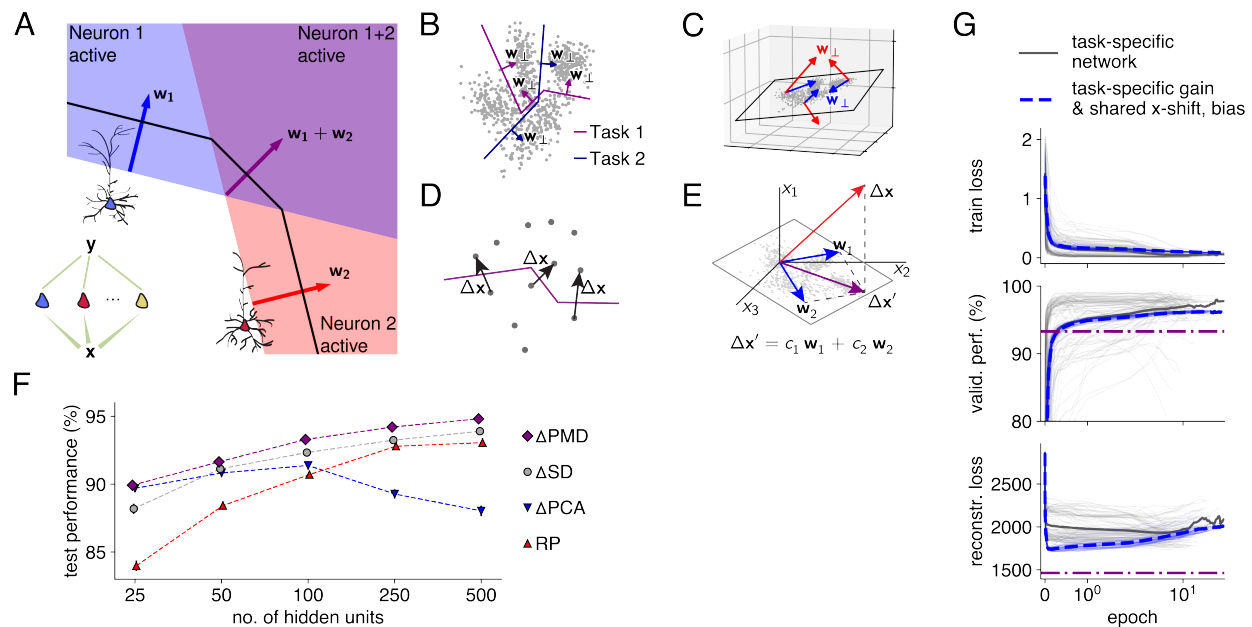 A
Neuron 1
active
Neuron 1+2
active
w₁
w₁ + w₂
w₂
Neuron 2
active
y
...
x
B
w⊥
w⊥
w⊥
w⊥
w⊥
Task 1
Task 2
C
w⊥
w⊥
D
Δx
Δx
Δx
E
x₁
Δx
w₁
x₂
x₃
w₂
Δx′
Δx′ = c₁ w₁ + c₂ w₂
F
test performance (%)
95
90
85
25
50
100
250
500
no. of hidden units
ΔPMD
ΔSD
ΔPCA
RP
G
task-specific
network
task-specific gain
& shared x-shift, bias
train loss
2
1
0
valid. perf. (%)
100
90
80
reconstr. loss
2500
2000
1500
0
10⁰
10¹
epoch